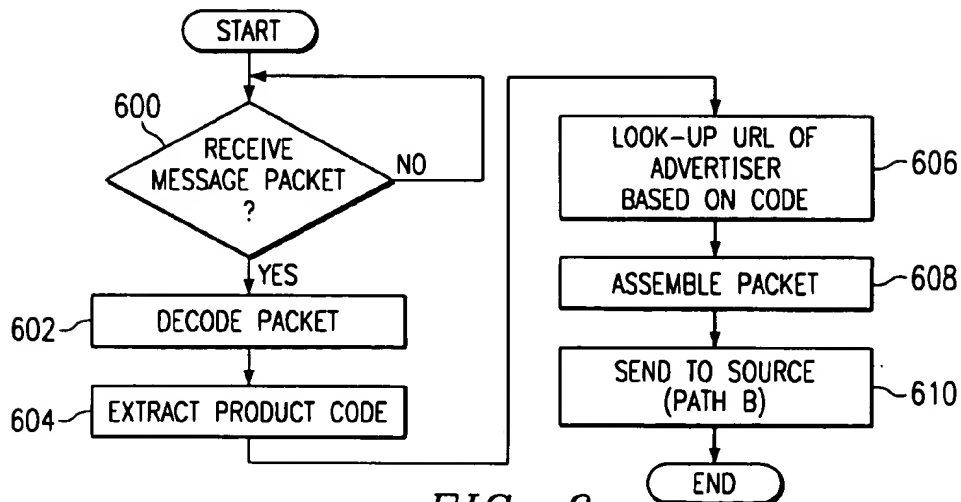 START
600
RECEIVE
MESSAGE PACKET
?
NO
YES
602
DECODE PACKET
604
EXTRACT PRODUCT CODE
LOOK-UP URL OF
ADVERTISER
BASED ON CODE
606
ASSEMBLE PACKET
608
SEND TO SOURCE
(PATH B)
610
END
FIG.